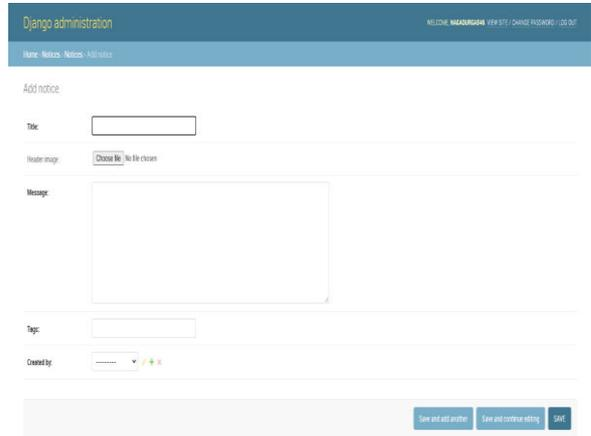 Django administration
WELCOME, NAGADURGA545. VIEW SITE / CHANGE PASSWORD / LOG OUT
Home › Notices › Notices › Add notice
Add notice
Title:
Header image:
Choose file No file chosen
Message:
Tags:
Created by:
---------
Save and add another
Save and continue editing
SAVE